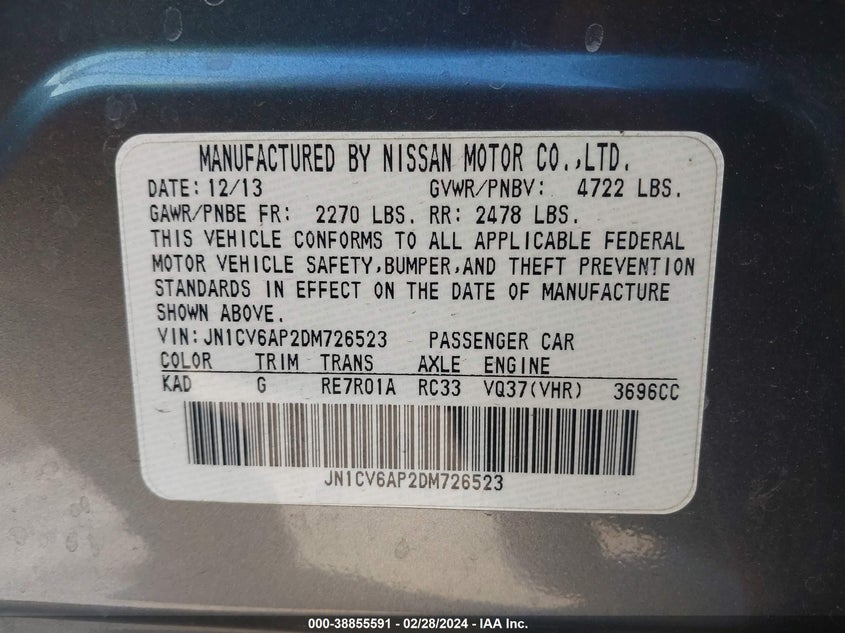 MANUFACTURED BY NISSAN MOTOR CO.,LTD.
DATE: 12/13 GVWR/PNBV: 4722 LBS.
GAWR/PNBE FR: 2270 LBS. RR: 2478 LBS.
THIS VEHICLE CONFORMS TO ALL APPLICABLE FEDERAL
MOTOR VEHICLE SAFETY,BUMPER,AND THEFT PREVENTION
STANDARDS IN EFFECT ON THE DATE OF MANUFACTURE
SHOWN ABOVE.
VIN: JN1CV6AP2DM726523 PASSENGER CAR
COLOR TRIM TRANS AXLE ENGINE
KAD G RE7R01A RC33 VQ37(VHR) 3696CC
JN1CV6AP2DM726523
000-38855591 - 02/28/2024 - IAA Inc.